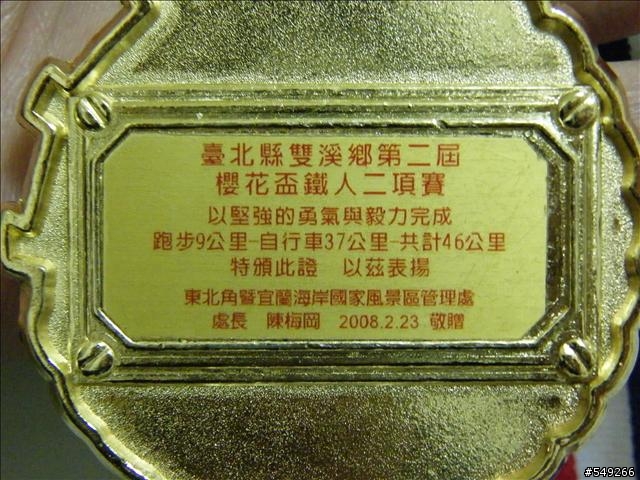 臺北縣雙溪鄉第二屆
櫻花盃鐵人二項賽
以堅強的勇氣與毅力完成
跑步9公里-自行車37公里-共計46公里
特頒此證 以茲表揚
東北角暨宜蘭海岸國家風景區管理處
處長 陳梅岡 2008.2.23 敬贈
#549266